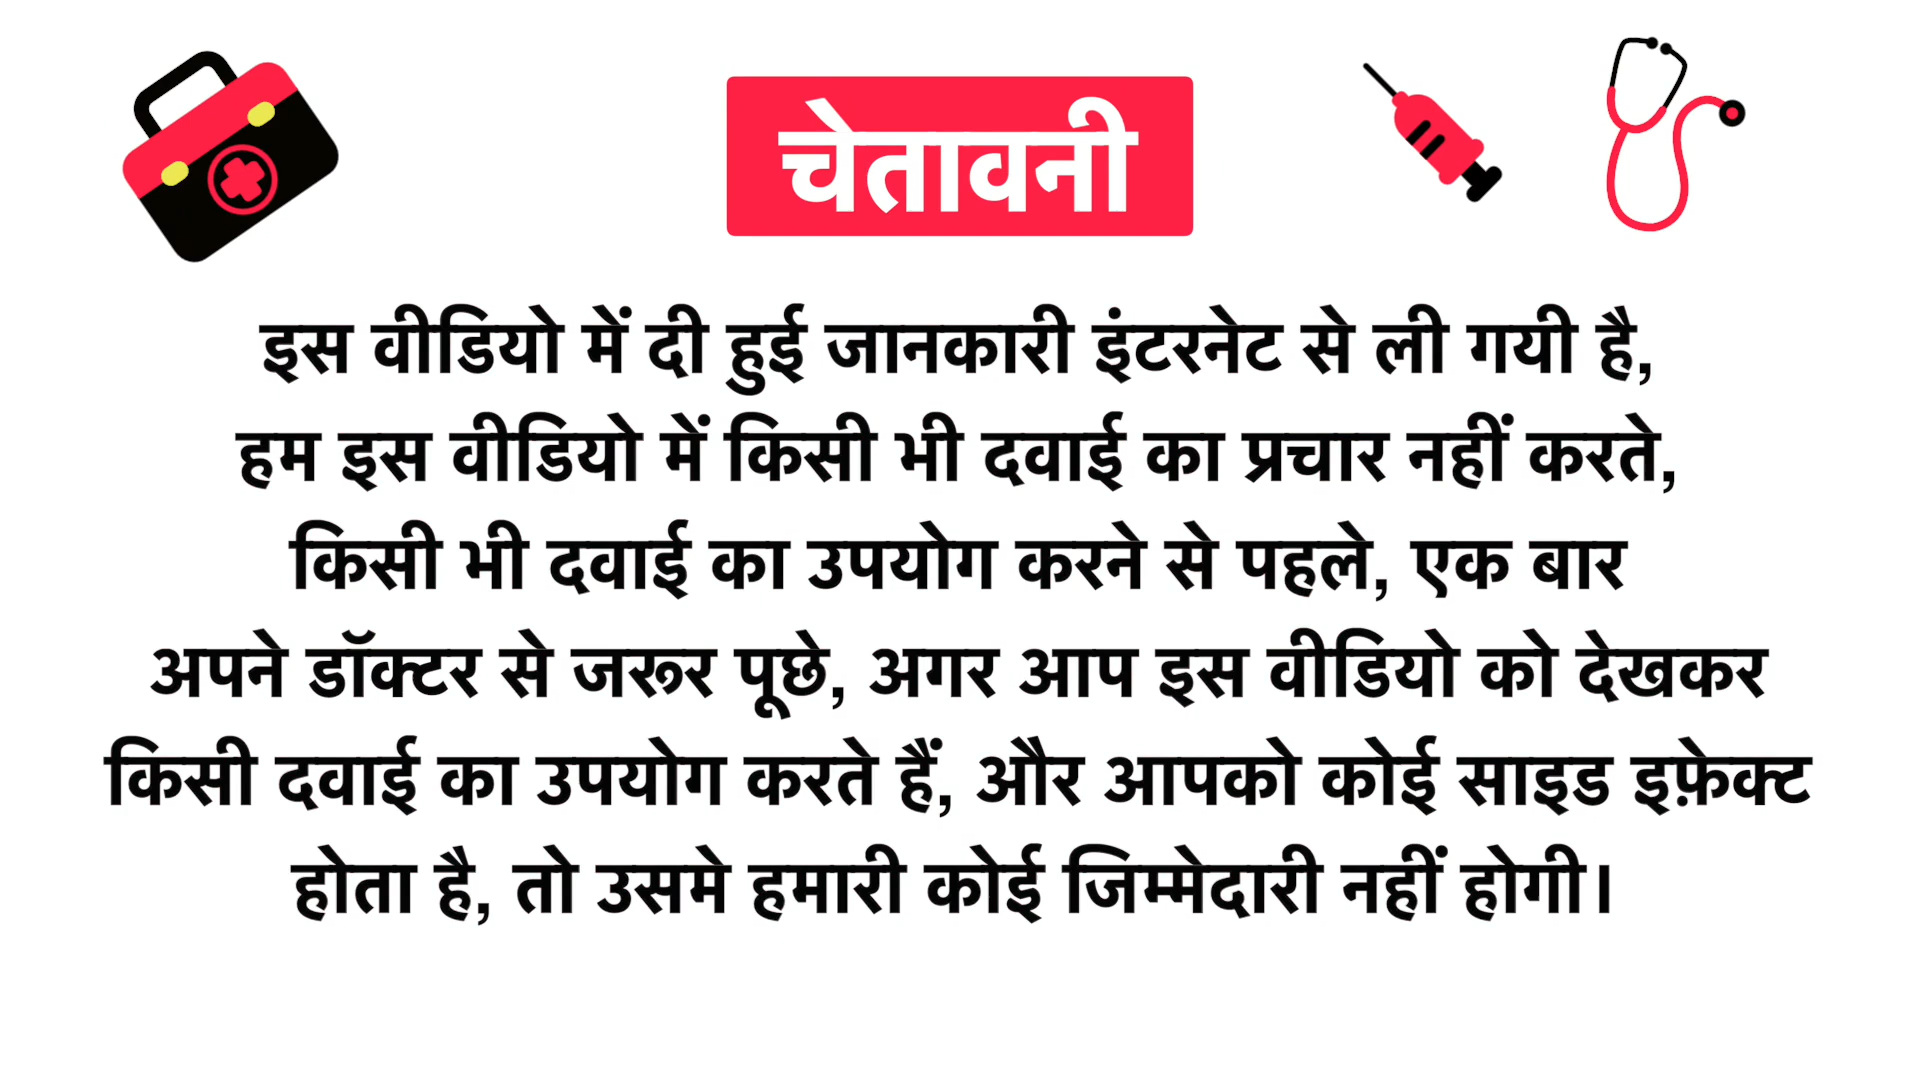 चेतावनी
इस वीडियो में दी हुई जानकारी इंटरनेट से ली गयी है,
हम इस वीडियो में किसी भी दवाई का प्रचार नहीं करते,
किसी भी दवाई का उपयोग करने से पहले, एक बार
अपने डॉक्टर से जरूर पूछे, अगर आप इस वीडियो को देखकर
किसी दवाई का उपयोग करते हैं, और आपको कोई साइड इफ़ेक्ट
होता है, तो उसमे हमारी कोई जिम्मेदारी नहीं होगी।